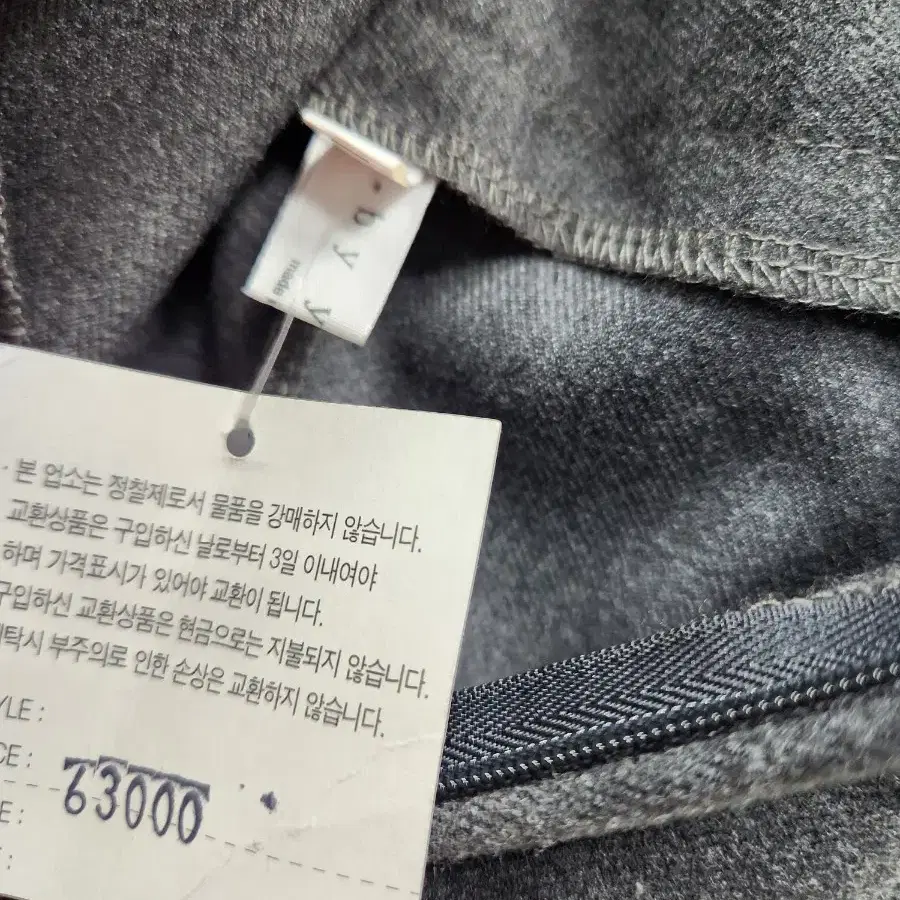 - b y y
made
· 본 업소는 정찰제로서 물품을 강매하지 않습니다.
교환상품은 구입하신 날로부터 3일 이내여야
하며 가격표시가 있어야 교환이 됩니다.
구입하신 교환상품은 현금으로는 지불되지 않습니다.
세탁시 부주의로 인한 손상은 교환하지 않습니다.
YLE :
CE : 63000
E :
: